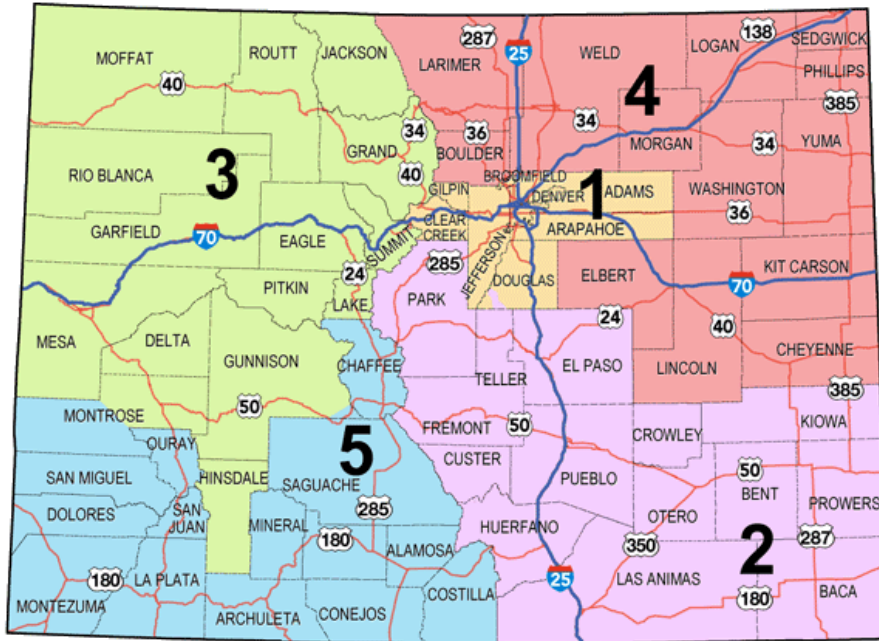 287
25
138
MOFFAT
ROUTT
JACKSON
LARIMER
WELD
LOGAN
SEDGWICK
PHILLIPS
40
4
385
34
36
34
34
YUMA
GRAND
BOULDER
MORGAN
RIO BLANCA
3
40
BROOMFIELD
GILPIN
DENVER
1
ADAMS
WASHINGTON
36
GARFIELD
70
EAGLE
SUMMIT
CLEAR
CREEK
ARAPAHOE
285
JEFFERSON
24
PITKIN
LAKE
PARK
DOUGLAS
ELBERT
KIT CARSON
70
24
40
MESA
DELTA
GUNNISON
CHAFFEE
TELLER
EL PASO
LINCOLN
CHEYENNE
385
50
MONTROSE
OURAY
FREMONT
50
CROWLEY
KIOWA
5
SAN MIGUEL
HINSDALE
SAGUACHE
CUSTER
PUEBLO
50
BENT
PROWERS
DOLORES
SAN
JUAN
MINERAL
285
180
ALAMOSA
HUERFANO
OTERO
350
2
287
180
LA PLATA
MONTEZUMA
ARCHULETA
CONEJOS
COSTILLA
25
LAS ANIMAS
180
BACA